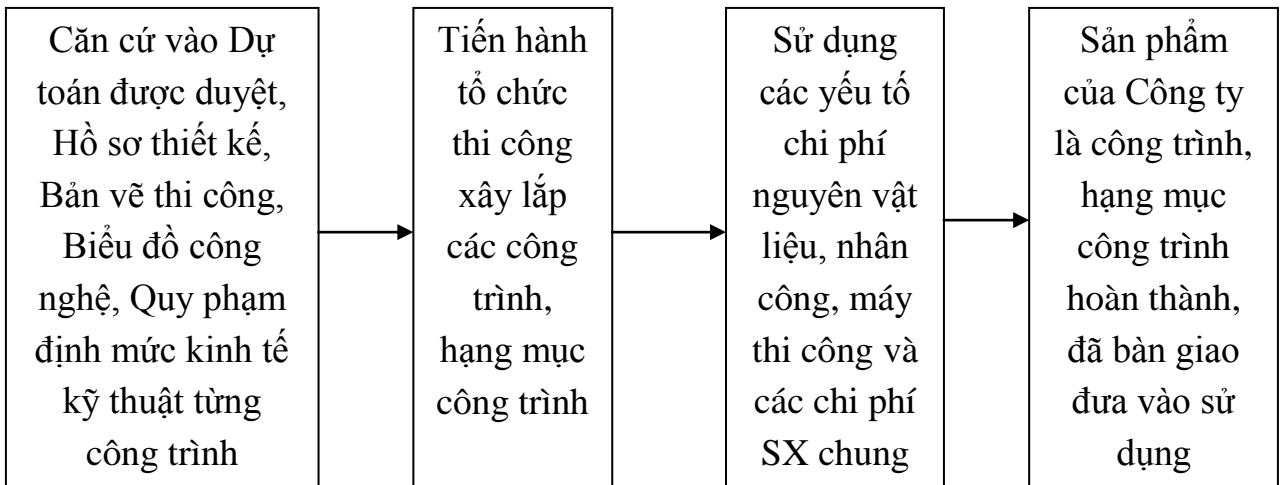 Căn cứ vào Dự
toán được duyệt,
Hồ sơ thiết kế,
Bản vẽ thi công,
Biểu đồ công
nghệ, Quy phạm
định mức kinh tế
kỹ thuật từng
công trình
Tiến hành
tổ chức
thi công
xây lắp
các công
trình,
hạng mục
công trình
Sử dụng
các yếu tố
chi phí
nguyên vật
liệu, nhân
công, máy
thi công và
các chi phí
SX chung
Sản phẩm
của Công ty
là công trình,
hạng mục
công trình
hoàn thành,
đã bàn giao
đưa vào sử
dụng